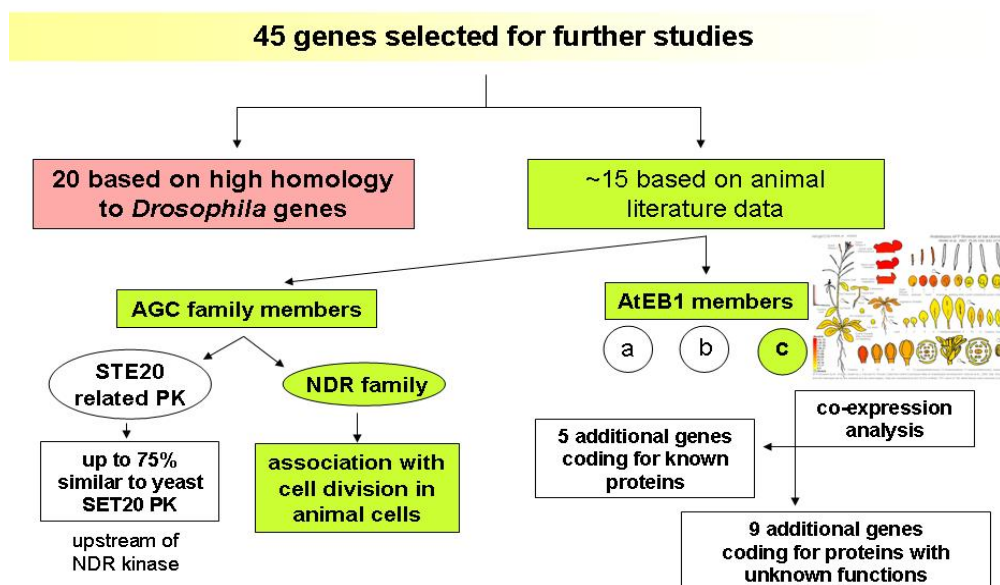 45 genes selected for further studies
20 based on high homology
to Drosophila genes
~15 based on animal
literature data
AGC family members
AtEB1 members
a
b
c
STE20
related PK
NDR family
co-expression
analysis
up to 75%
similar to yeast
SET20 PK
association with
cell division in
animal cells
5 additional genes
coding for known
proteins
upstream of
NDR kinase
9 additional genes
coding for proteins with
unknown functions